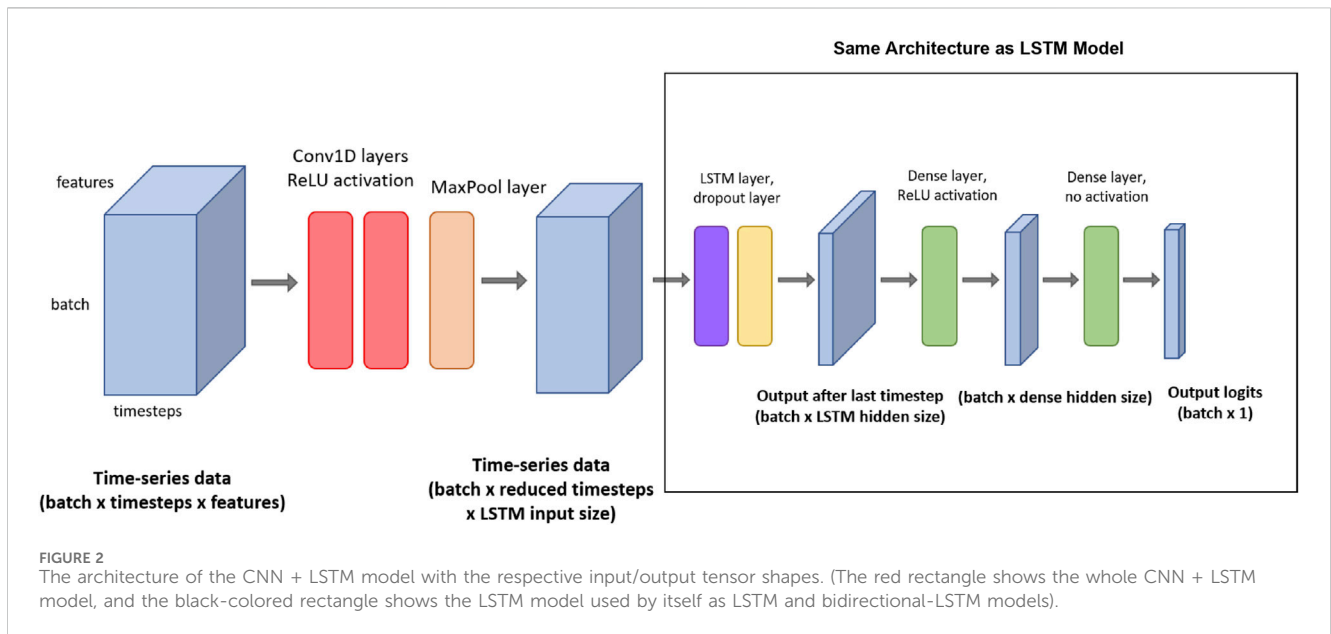 Same Architecture as LSTM Model
Conv1D layers
ReLU activation
features
MaxPool layer
batch
timesteps
LSTM layer,
dropout layer
Dense layer,
ReLU activation
Dense layer,
no activation
Output after last timestep
(batch x LSTM hidden size)
(batch x dense hidden size)
Output logits
(batch x 1)
Time-series data
(batch x timesteps x features)
Time-series data
(batch x reduced timesteps
x LSTM input size)
FIGURE 2
The architecture of the CNN + LSTM model with the respective input/output tensor shapes. (The red rectangle shows the whole CNN + LSTM
model, and the black-colored rectangle shows the LSTM model used by itself as LSTM and bidirectional-LSTM models).